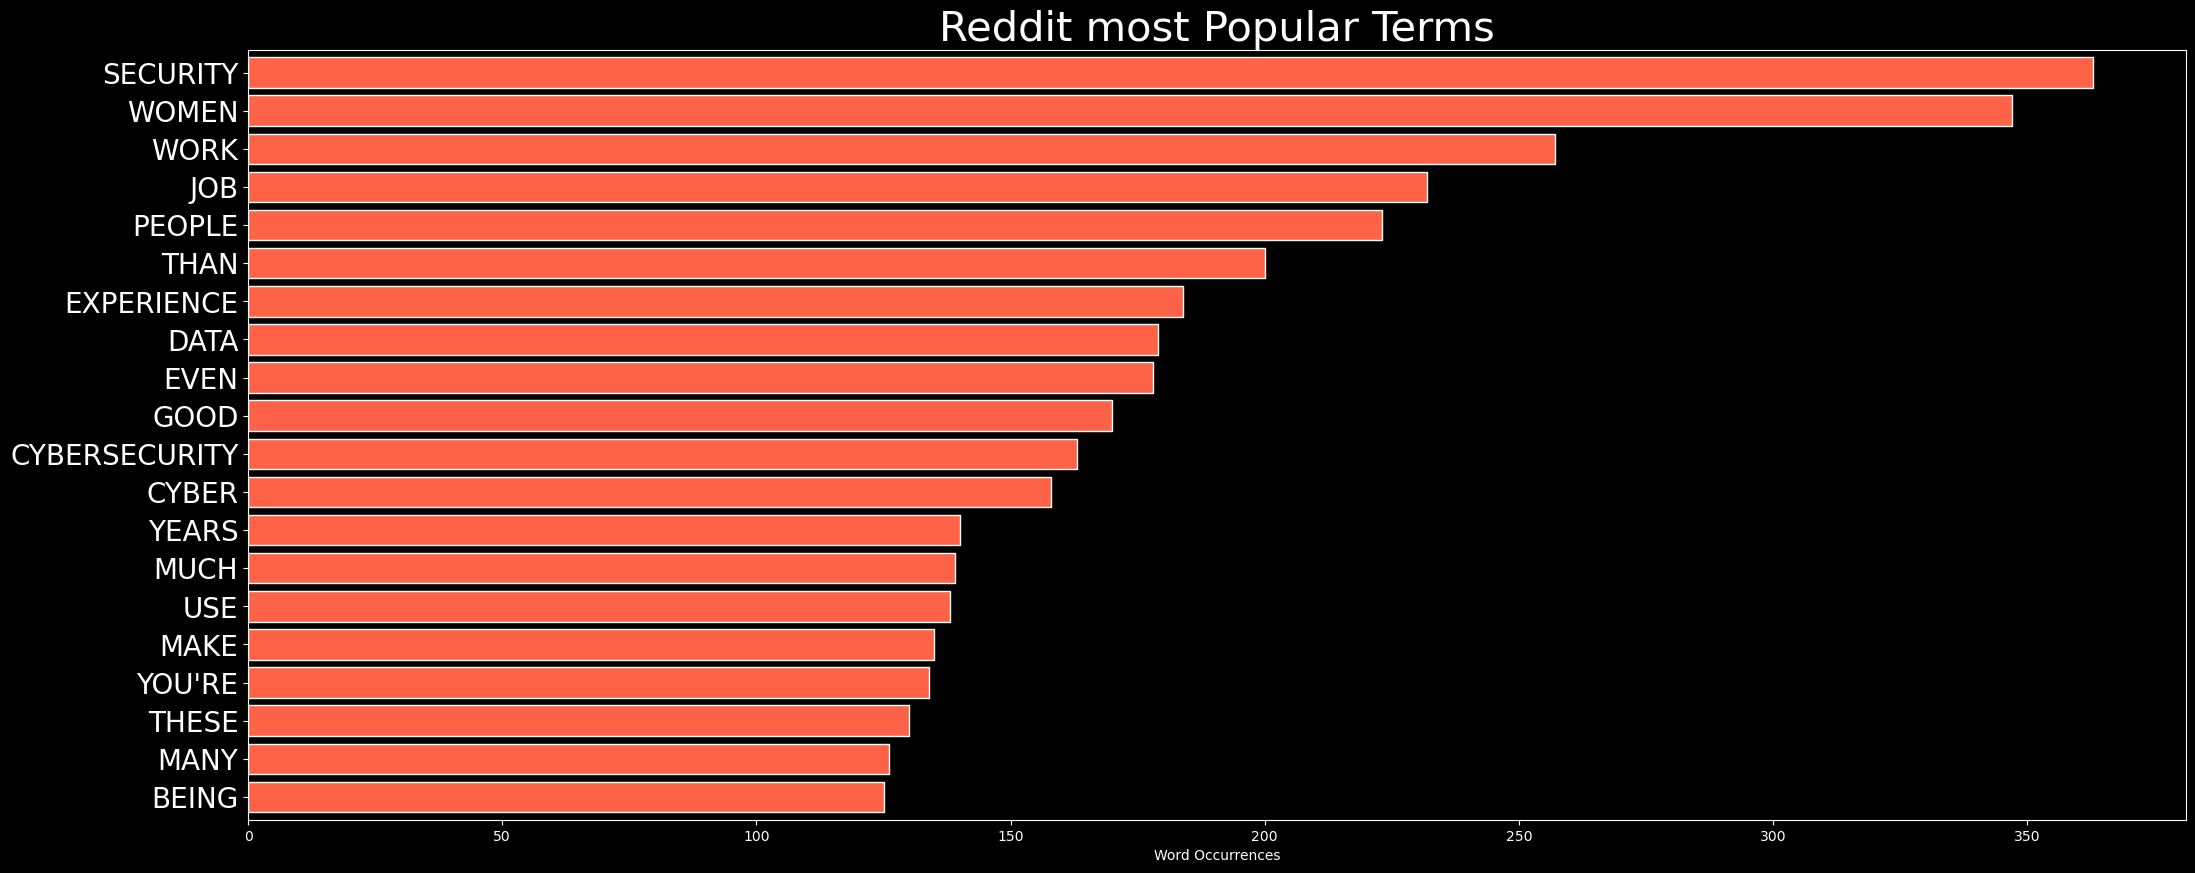 Reddit most Popular Terms
SECURITY
WOMEN
WORK
JOB
PEOPLE
THAN
EXPERIENCE
DATA
EVEN
GOOD
CYBERSECURITY
CYBER
YEARS
MUCH
USE
MAKE
YOU'RE
THESE
MANY
BEING
0 50 100 150 200 250 300 350
Word Occurrences